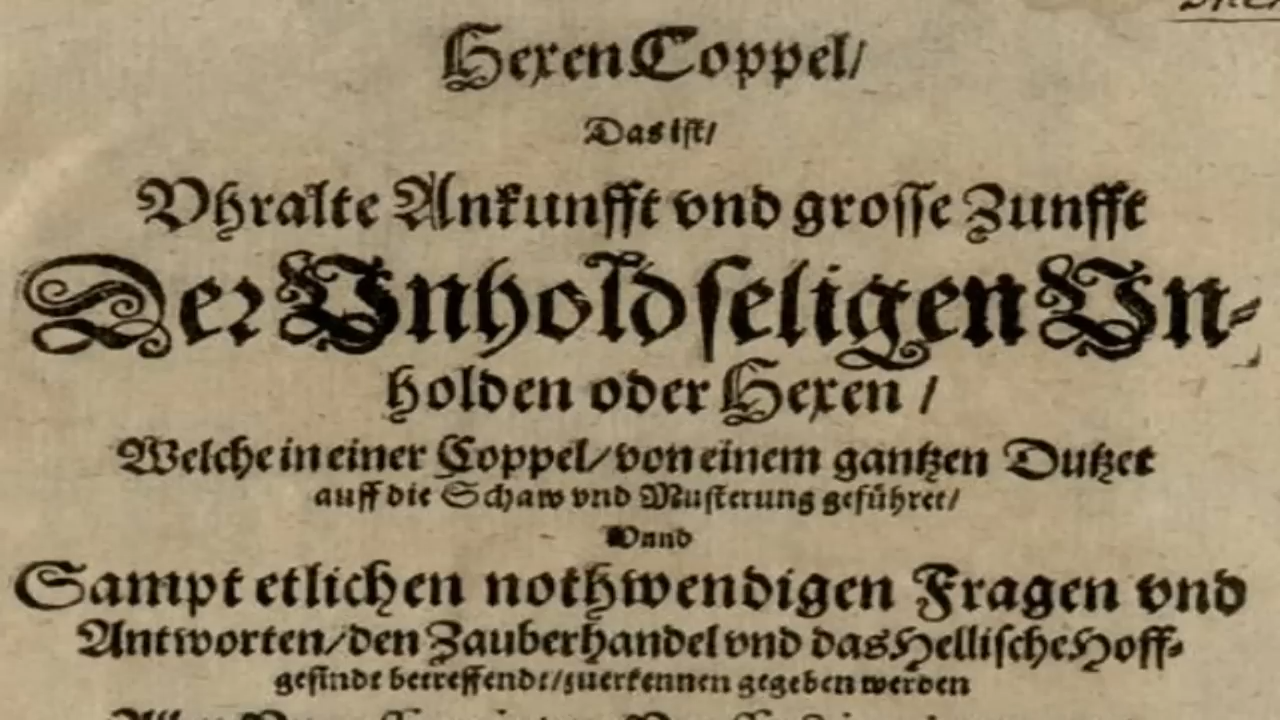 HexenCoppel/
Das ist/
Vhralte Ankunfft vnd grosse Zunfft
Der Vnholdseligen Vn-
holden oder Hexen /
Welche in einer Coppel/ von einem gantzen Dutzet
auff die Schaw vnd Musterung geführet/
Vnnd
Sampt etlichen nothwendigen Fragen vnd
Antworten/ den Zauberhandel vnd das Hellische Hoff-
gesinde betreffendt/ zuerkennen gegeben werden